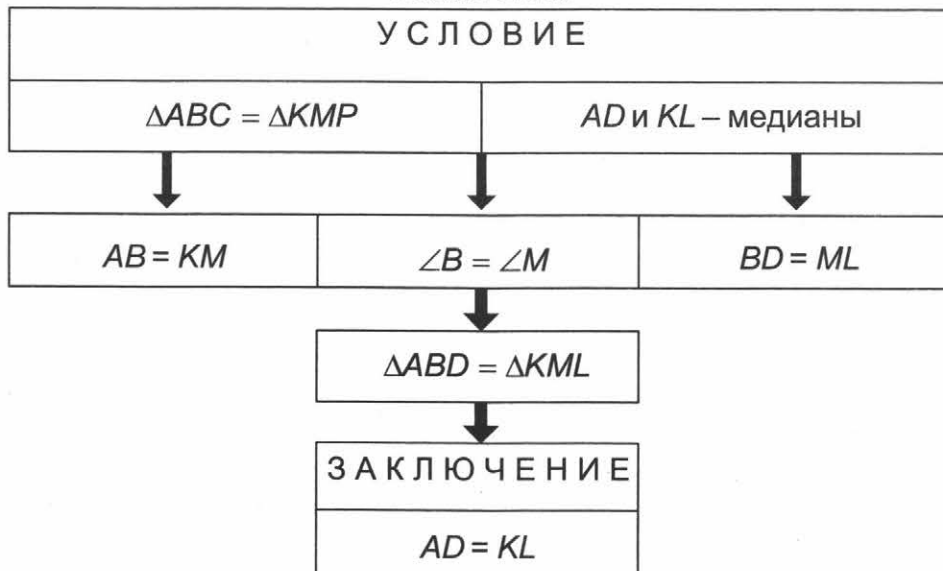 УСЛОВИЕ
ΔABC = ΔKMP
AD и KL – медианы
AB = KM
∠B = ∠M
BD = ML
ΔABD = ΔKML
ЗАКЛЮЧЕНИЕ
AD = KL